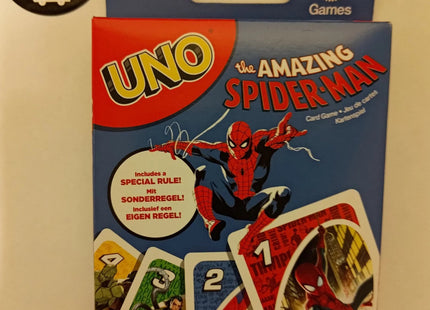 Games
UNO
the AMAZING
SPIDER-MAN
Card Game • Jeu de cartes
Kartenspiel
Includes a
SPECIAL RULE!
Mit
SONDERREGEL!
Inclusief een
EIGEN REGEL!
4
3
2
1